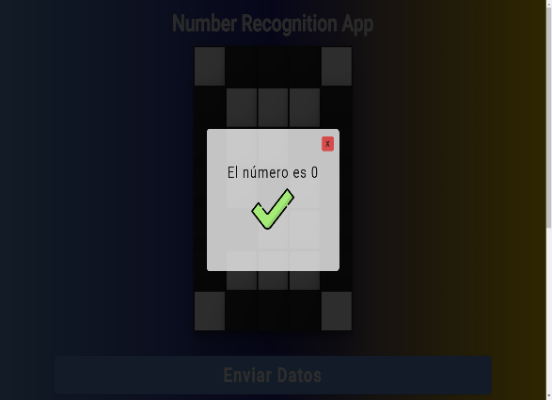 Number Recognition App
x
El número es 0
Enviar Datos